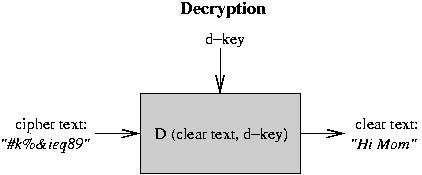 Decryption
d-key
cipher text:
"#k%&ieq89"
D (clear text, d-key)
clear text:
"Hi Mom"